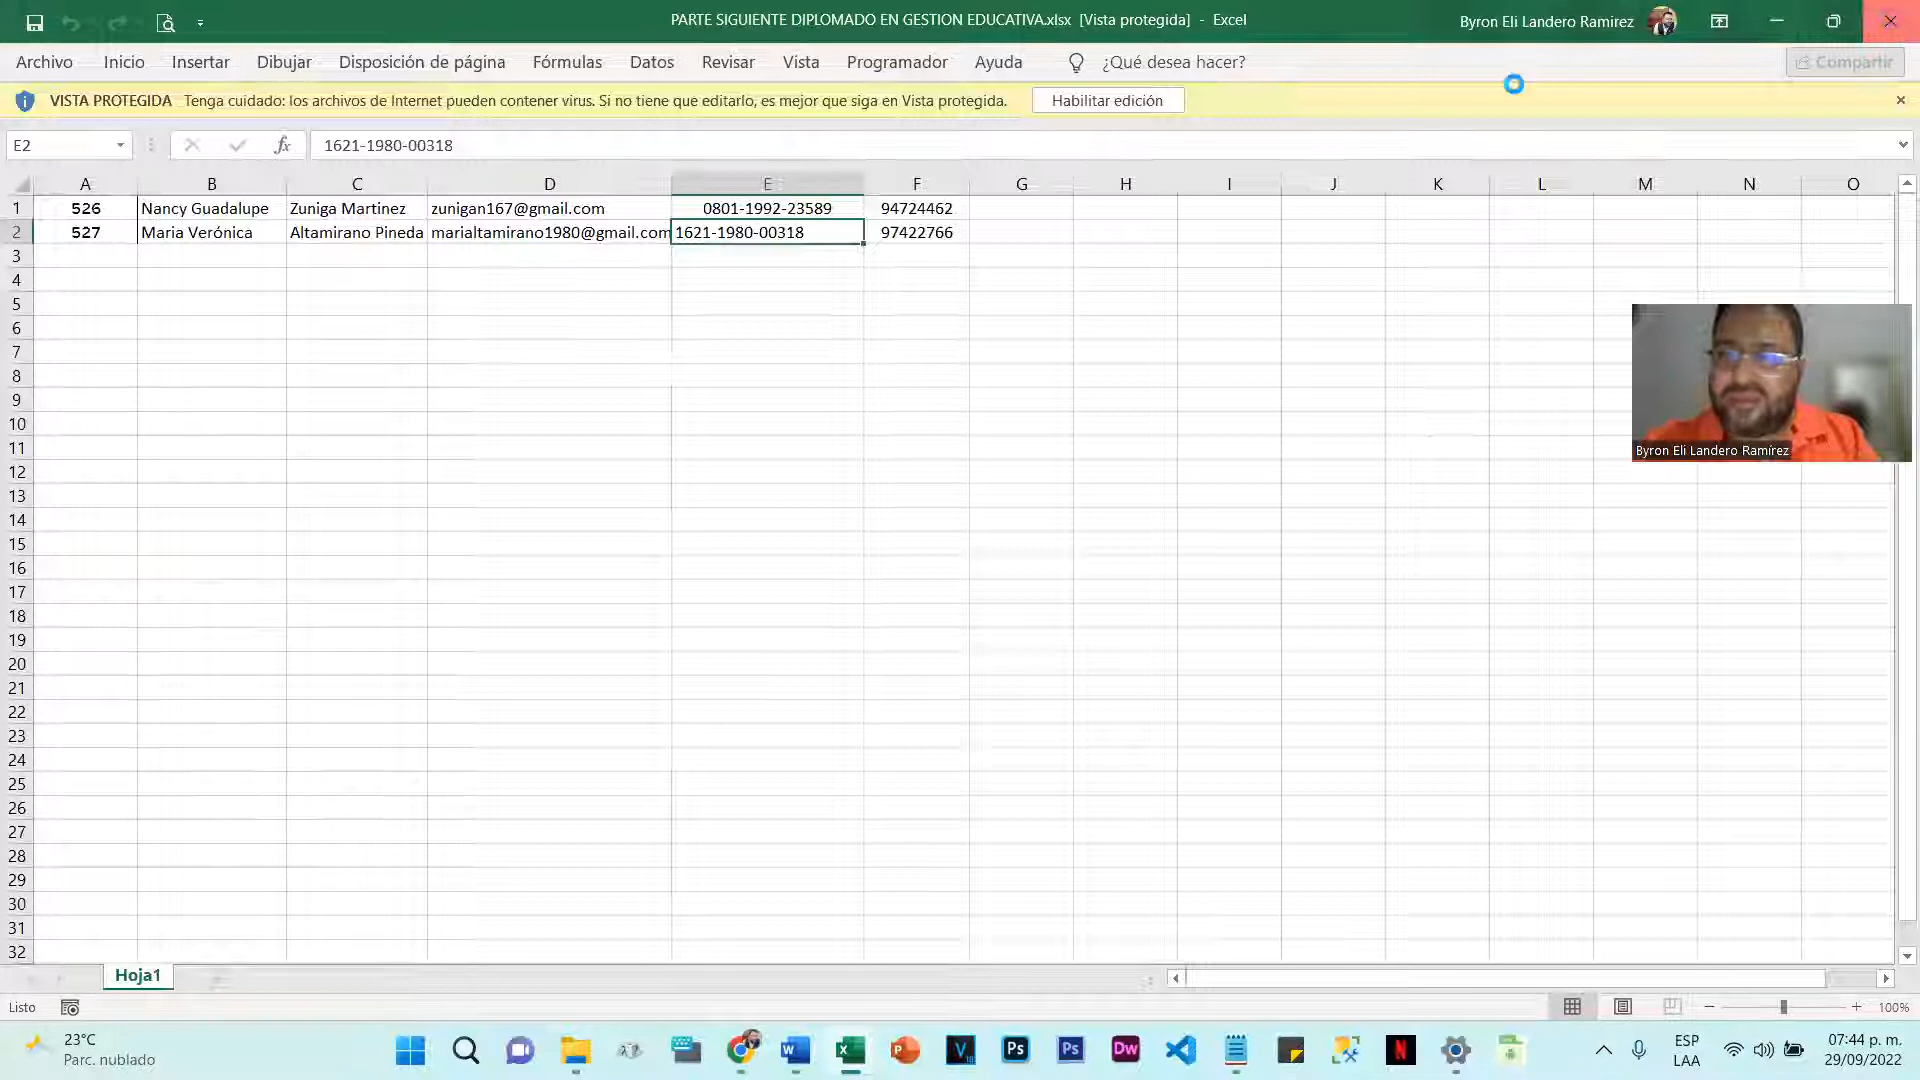 PARTE SIGUIENTE DIPLOMADO EN GESTION EDUCATIVA.xlsx [Vista protegida] - Excel
Byron Eli Landero Ramirez
Archivo Inicio Insertar Dibujar Disposición de página Fórmulas Datos Revisar Vista Programador Ayuda ¿Qué desea hacer? Compartir
VISTA PROTEGIDA Tenga cuidado: los archivos de Internet pueden contener virus. Si no tiene que editarlo, es mejor que siga en Vista protegida. Habilitar edición
E2 fx 1621-1980-00318
A B C D E F G H I J K L M N O
1 526 Nancy Guadalupe Zuniga Martinez zunigan167@gmail.com 0801-1992-23589 94724462
2 527 Maria Verónica Altamirano Pineda marialtamirano1980@gmail.com 1621-1980-00318 97422766
3
4
5
6
7
8
9
10
11
12
13
14
15
16
17
18
19
20
21
22
23
24
25
26
27
28
29
30
31
32
Byron Eli Landero Ramírez
Hoja1
Listo
100%
23°C
Parc. nublado
W
X
P
V
Ps
Ps
Dw
N
ESP
LAA
07:44 p. m.
29/09/2022